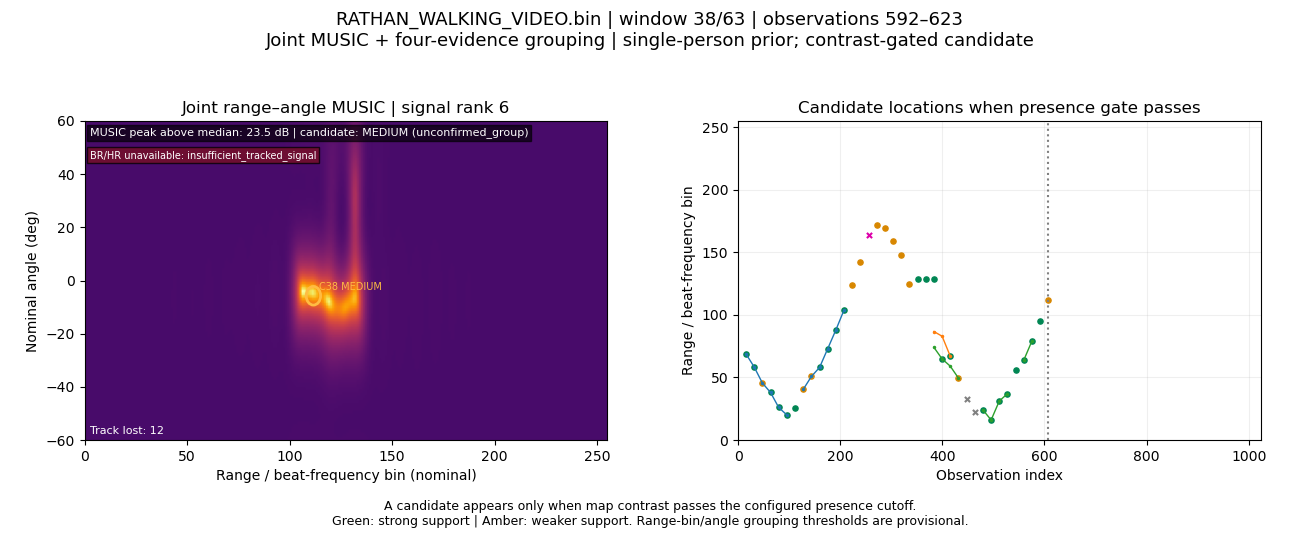 RATHAN_WALKING_VIDEO.bin | window 38/63 | observations 592–623
Joint MUSIC + four-evidence grouping | single-person prior; contrast-gated candidate
Joint range–angle MUSIC | signal rank 6
MUSIC peak above median: 23.5 dB | candidate: MEDIUM (unconfirmed_group)
BR/HR unavailable: insufficient_tracked_signal
C38 MEDIUM
Track lost: 12
60
40
20
0
−20
−40
−60
Nominal angle (deg)
0 50 100 150 200 250
Range / beat-frequency bin (nominal)
Candidate locations when presence gate passes
250
200
150
100
50
0
Range / beat-frequency bin
0 200 400 600 800 1000
Observation index
A candidate appears only when map contrast passes the configured presence cutoff.
Green: strong support | Amber: weaker support. Range-bin/angle grouping thresholds are provisional.